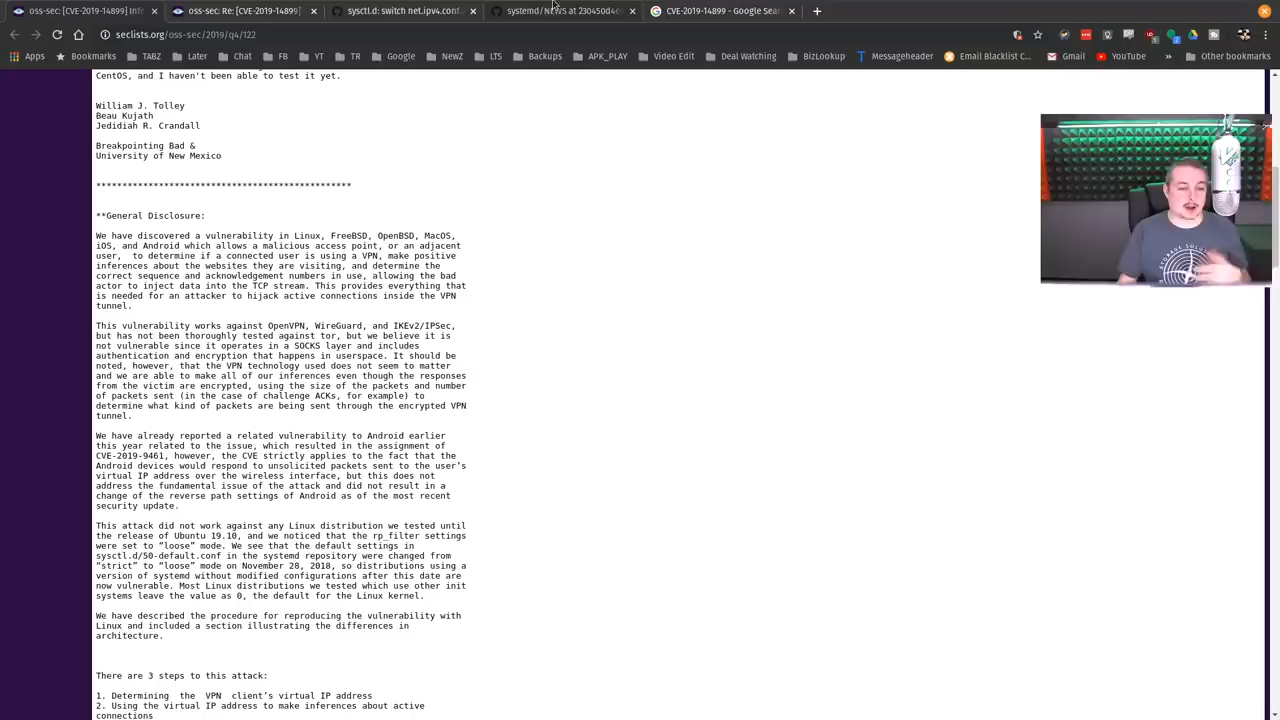 oss-sec: [CVE-2019-14899] Infe
oss-sec: Re: [CVE-2019-14899]
sysctl.d: switch net.ipv4.conf.
systemd/NEWS at 230450d4e
CVE-2019-14899 - Google Sear
seclists.org/oss-sec/2019/q4/122
Apps
Bookmarks
TABZ
Later
Chat
FB
YT
TR
Google
NewZ
LTS
Backups
APK_PLAY
Video Edit
Deal Watching
BizLookup
Messageheader
Email Blacklist C...
Gmail
YouTube
»
Other bookmarks
CentOS, and I haven't been able to test it yet.
William J. Tolley
Beau Kujath
Jedidiah R. Crandall
Breakpointing Bad &
University of New Mexico
*************************************************
**General Disclosure:
We have discovered a vulnerability in Linux, FreeBSD, OpenBSD, MacOS,
iOS, and Android which allows a malicious access point, or an adjacent
user,  to determine if a connected user is using a VPN, make positive
inferences about the websites they are visiting, and determine the
correct sequence and acknowledgement numbers in use, allowing the bad
actor to inject data into the TCP stream. This provides everything that
is needed for an attacker to hijack active connections inside the VPN
tunnel.
This vulnerability works against OpenVPN, WireGuard, and IKEv2/IPSec,
but has not been thoroughly tested against tor, but we believe it is
not vulnerable since it operates in a SOCKS layer and includes
authentication and encryption that happens in userspace. It should be
noted, however, that the VPN technology used does not seem to matter
and we are able to make all of our inferences even though the responses
from the victim are encrypted, using the size of the packets and number
of packets sent (in the case of challenge ACKs, for example) to
determine what kind of packets are being sent through the encrypted VPN
tunnel.
We have already reported a related vulnerability to Android earlier
this year related to the issue, which resulted in the assignment of
CVE-2019-9461, however, the CVE strictly applies to the fact that the
Android devices would respond to unsolicited packets sent to the user’s
virtual IP address over the wireless interface, but this does not
address the fundamental issue of the attack and did not result in a
change of the reverse path settings of Android as of the most recent
security update.
This attack did not work against any Linux distribution we tested until
the release of Ubuntu 19.10, and we noticed that the rp_filter settings
were set to “loose” mode. We see that the default settings in
sysctl.d/50-default.conf in the systemd repository were changed from
“strict” to “loose” mode on November 28, 2018, so distributions using a
version of systemd without modified configurations after this date are
now vulnerable. Most Linux distributions we tested which use other init
systems leave the value as 0, the default for the Linux kernel.
We have described the procedure for reproducing the vulnerability with
Linux and included a section illustrating the differences in
architecture.
There are 3 steps to this attack:
1. Determining  the  VPN  client’s virtual IP address
2. Using the virtual IP address to make inferences about active
connections